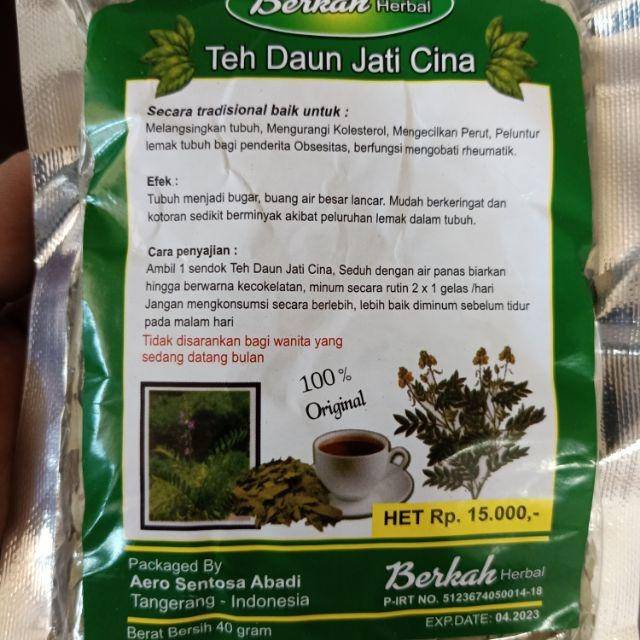 Berkah Herbal
Teh Daun Jati Cina
Secara tradisional baik untuk :
Melangsingkan tubuh, Mengurangi Kolesterol, Mengecilkan Perut, Peluntur
lemak tubuh bagi penderita Obsesitas, berfungsi mengobati rheumatik.
Efek :
Tubuh menjadi bugar, buang air besar lancar. Mudah berkeringat dan
kotoran sedikit berminyak akibat peluruhan lemak dalam tubuh.
Cara penyajian :
Ambil 1 sendok Teh Daun Jati Cina, Seduh dengan air panas biarkan
hingga berwarna kecokelatan, minum secara rutin 2 x 1 gelas /hari
Jangan mengkonsumsi secara berlebih, lebih baik diminum sebelum tidur
pada malam hari
Tidak disarankan bagi wanita yang
sedang datang bulan
100 %
Original
HET Rp. 15.000,-
Packaged By
Aero Sentosa Abadi
Tangerang - Indonesia
Berat Bersih 40 gram
Berkah Herbal
P-IRT NO. 5123674050014-18
EXP.DATE: 04.2023